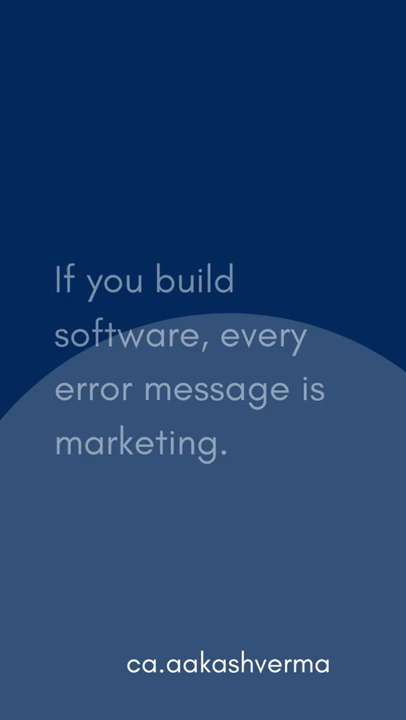 If you build
software, every
error message is
marketing.
ca.aakashverma